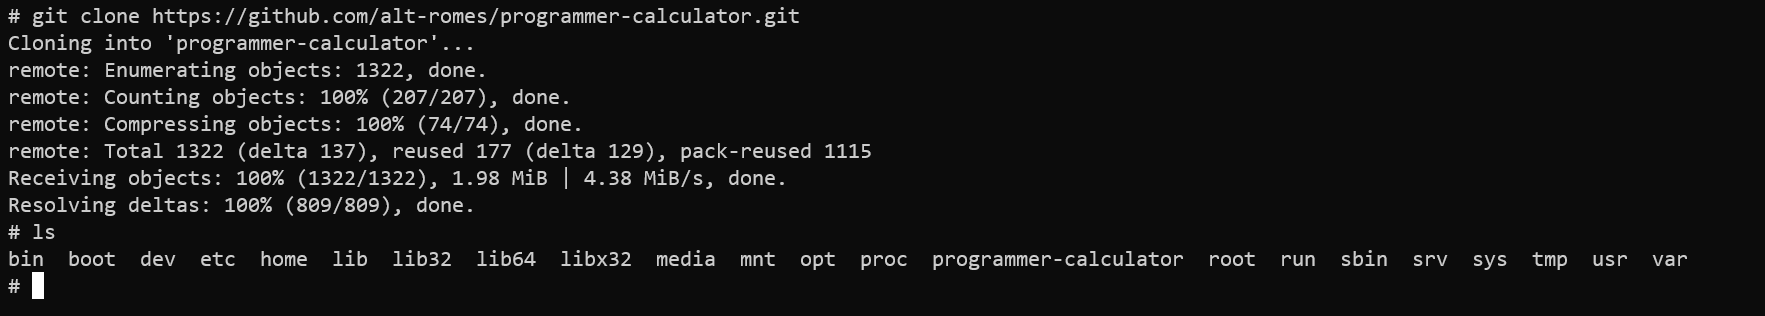 # git clone https://github.com/alt-romes/programmer-calculator.git
Cloning into 'programmer-calculator'...
remote: Enumerating objects: 1322, done.
remote: Counting objects: 100% (207/207), done.
remote: Compressing objects: 100% (74/74), done.
remote: Total 1322 (delta 137), reused 177 (delta 129), pack-reused 1115
Receiving objects: 100% (1322/1322), 1.98 MiB | 4.38 MiB/s, done.
Resolving deltas: 100% (809/809), done.
# ls
bin  boot  dev  etc  home  lib  lib32  lib64  libx32  media  mnt  opt  proc  programmer-calculator  root  run  sbin  srv  sys  tmp  usr  var
#